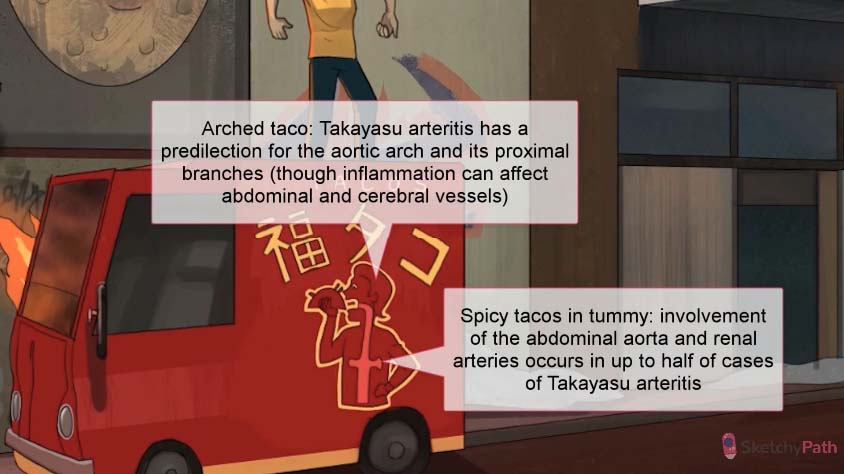 Arched taco: Takayasu arteritis has a
predilection for the aortic arch and its proximal
branches (though inflammation can affect
abdominal and cerebral vessels)
ACOS
福タコ
Spicy tacos in tummy: involvement
of the abdominal aorta and renal
arteries occurs in up to half of cases
of Takayasu arteritis
SketchyPath